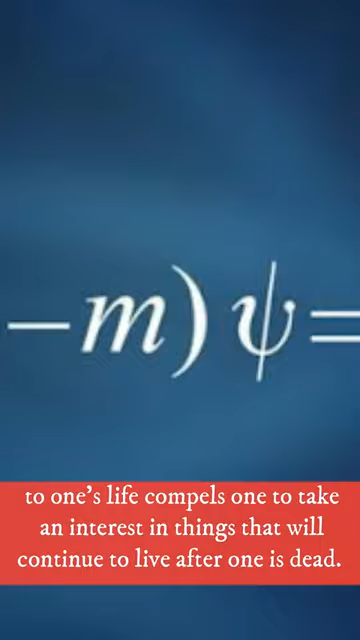 −m) ψ=
to one's life compels one to take
an interest in things that will
continue to live after one is dead.